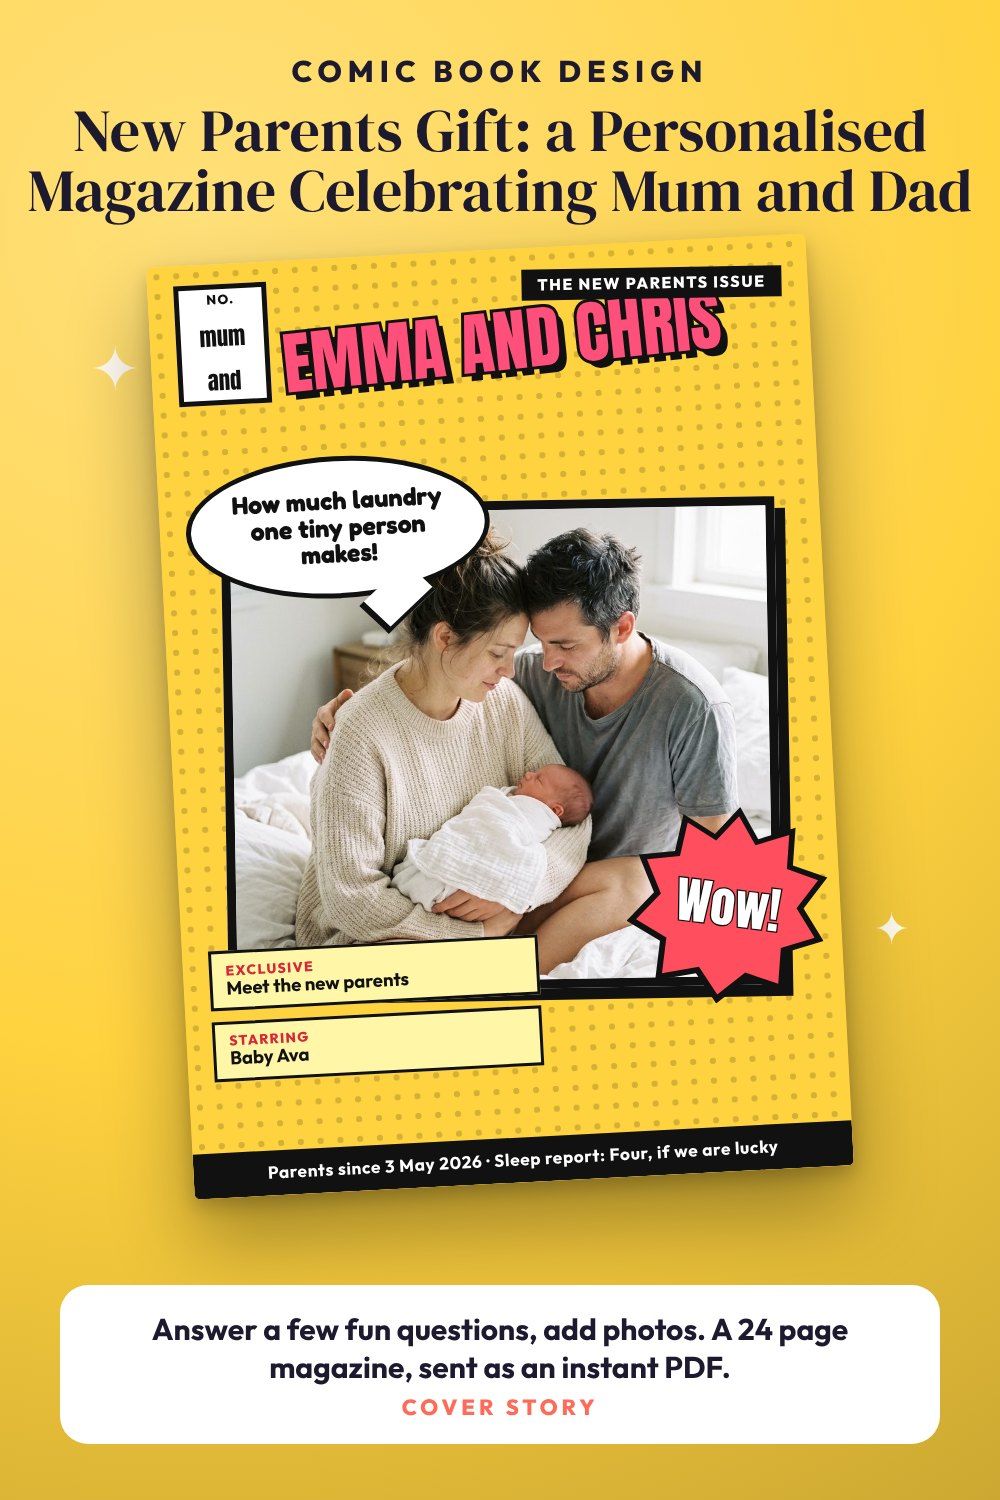 COMIC BOOK DESIGN
New Parents Gift: a Personalised
Magazine Celebrating Mum and Dad
THE NEW PARENTS ISSUE
NO.
mum
and
EMMA AND CHRIS
How much laundry
one tiny person
makes!
Wow!
EXCLUSIVE
Meet the new parents
STARRING
Baby Ava
Parents since 3 May 2026 · Sleep report: Four, if we are lucky
Answer a few fun questions, add photos. A 24 page
magazine, sent as an instant PDF.
COVER STORY